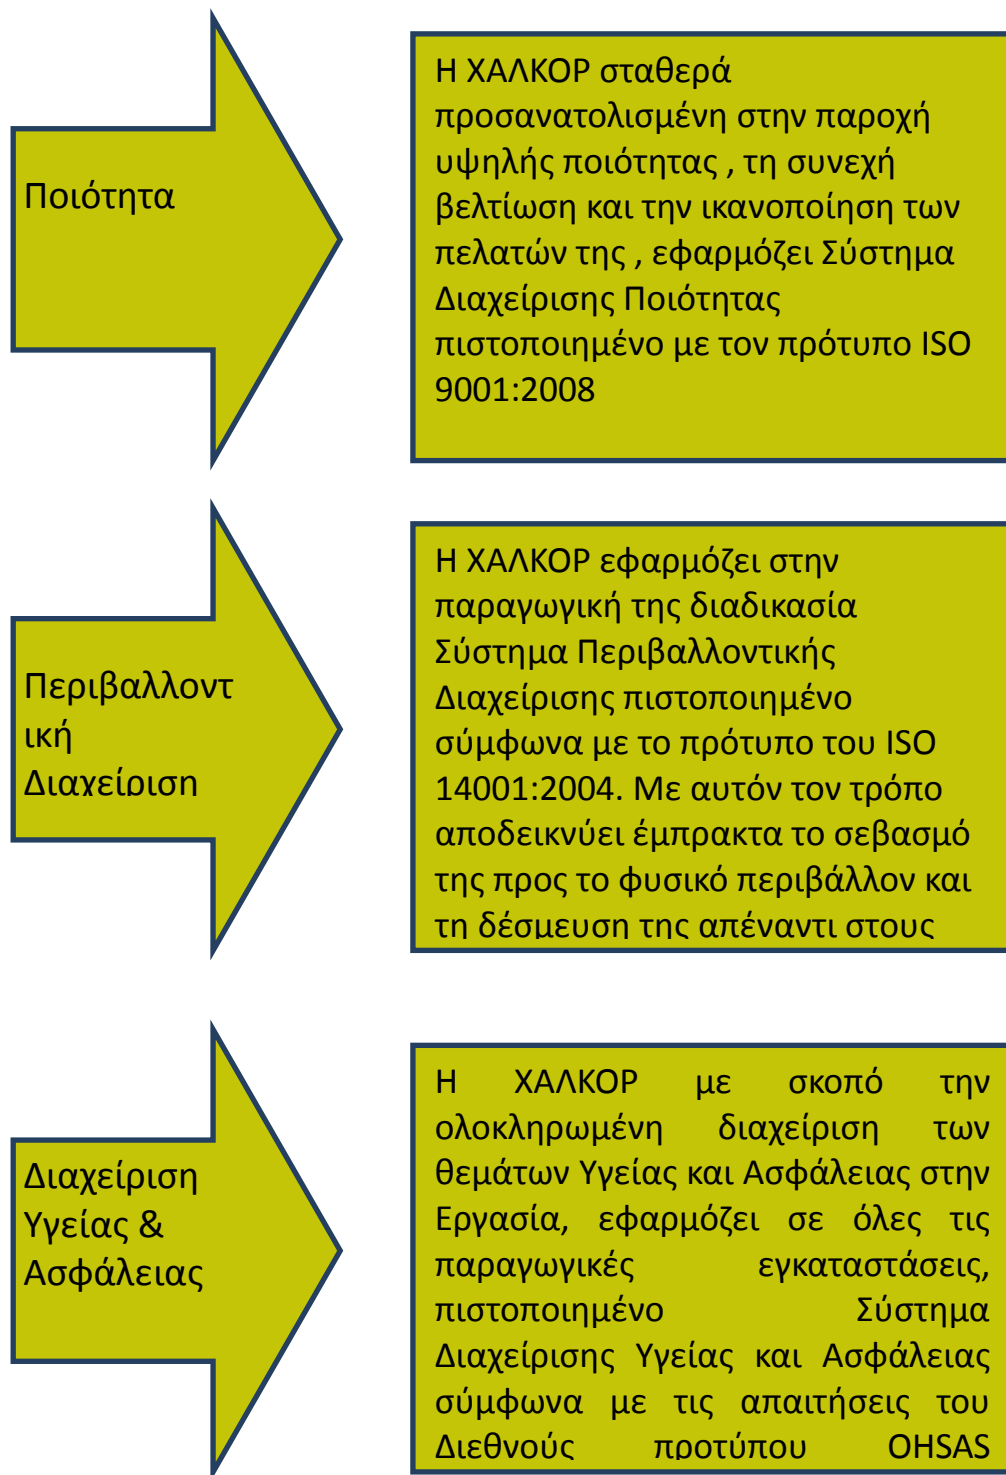 Ποιότητα
Η ΧΑΛΚΟΡ σταθερά
προσανατολισμένη στην παροχή
υψηλής ποιότητας , τη συνεχή
βελτίωση και την ικανοποίηση των
πελατών της , εφαρμόζει Σύστημα
Διαχείρισης Ποιότητας
πιστοποιημένο με τον πρότυπο ISO
9001:2008
Περιβαλλοντ
ική
Διαχείριση
Η ΧΑΛΚΟΡ εφαρμόζει στην
παραγωγική της διαδικασία
Σύστημα Περιβαλλοντικής
Διαχείρισης πιστοποιημένο
σύμφωνα με το πρότυπο του ISO
14001:2004. Με αυτόν τον τρόπο
αποδεικνύει έμπρακτα το σεβασμό
της προς το φυσικό περιβάλλον και
τη δέσμευση της απέναντι στους
Διαχείριση
Υγείας &
Ασφάλειας
Η ΧΑΛΚΟΡ με σκοπό την
ολοκληρωμένη διαχείριση των
θεμάτων Υγείας και Ασφάλειας στην
Εργασία, εφαρμόζει σε όλες τις
παραγωγικές εγκαταστάσεις,
πιστοποιημένο Σύστημα
Διαχείρισης Υγείας και Ασφάλειας
σύμφωνα με τις απαιτήσεις του
Διεθνούς προτύπου OHSAS